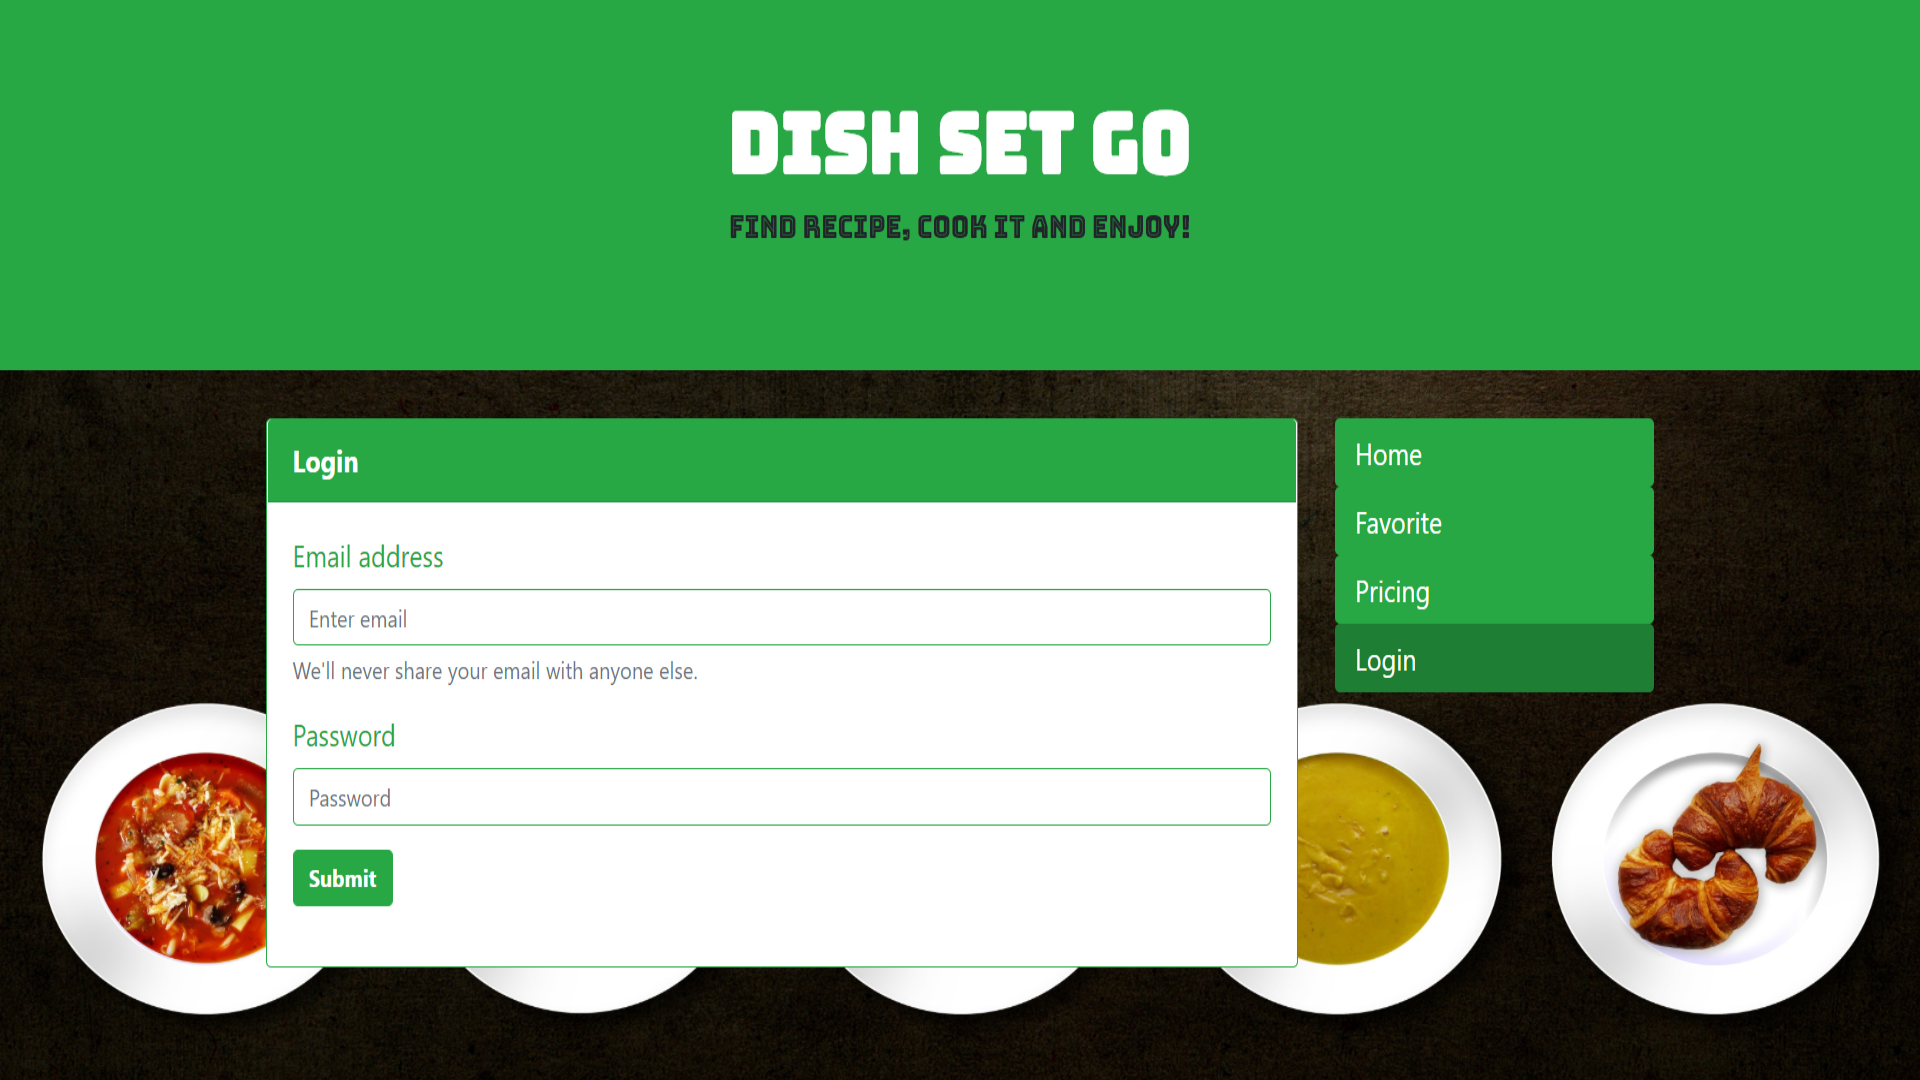 DISH SET GO
FIND RECIPE, COOK IT AND ENJOY!
Login
Email address
Enter email
We'll never share your email with anyone else.
Password
Password
Submit
Home
Favorite
Pricing
Login